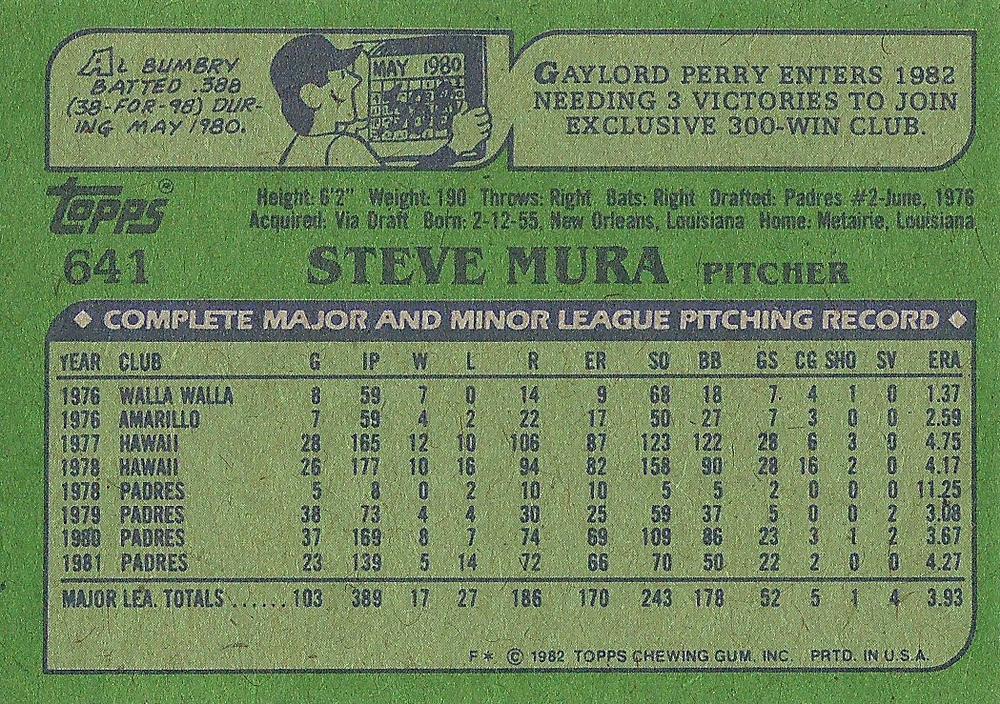 AL BUMBRY
BATTED .388
(38-FOR-98) DUR-
ING MAY 1980.
MAY 1980
GAYLORD PERRY ENTERS 1982
NEEDING 3 VICTORIES TO JOIN
EXCLUSIVE 300-WIN CLUB.
TOPPS®
Height: 6'2" Weight: 190 Throws: Right Bats: Right Drafted: Padres #2-June, 1976
Acquired: Via Draft Born: 2-12-55, New Orleans, Louisiana Home: Metairie, Louisiana
641 STEVE MURA PITCHER
◆ COMPLETE MAJOR AND MINOR LEAGUE PITCHING RECORD ◆
YEAR CLUB G IP W L R ER SO BB GS CG SHO SV ERA
1976 WALLA WALLA 8 59 7 0 14 9 68 18 7 4 1 0 1.37
1976 AMARILLO 7 59 4 2 22 17 50 27 7 3 0 0 2.59
1977 HAWAII 28 165 12 10 106 87 123 122 28 6 3 0 4.75
1978 HAWAII 26 177 10 16 94 82 158 90 28 16 2 0 4.17
1978 PADRES 5 8 0 2 10 10 5 5 2 0 0 0 11.25
1979 PADRES 38 73 4 4 30 25 59 37 5 0 0 2 3.08
1980 PADRES 37 169 8 7 74 69 109 86 23 3 1 2 3.67
1981 PADRES 23 139 5 14 72 66 70 50 22 2 0 0 4.27
MAJOR LEA. TOTALS ...... 103 389 17 27 186 170 243 178 52 5 1 4 3.93
F* © 1982 TOPPS CHEWING GUM, INC. PRTD. IN U.S.A.